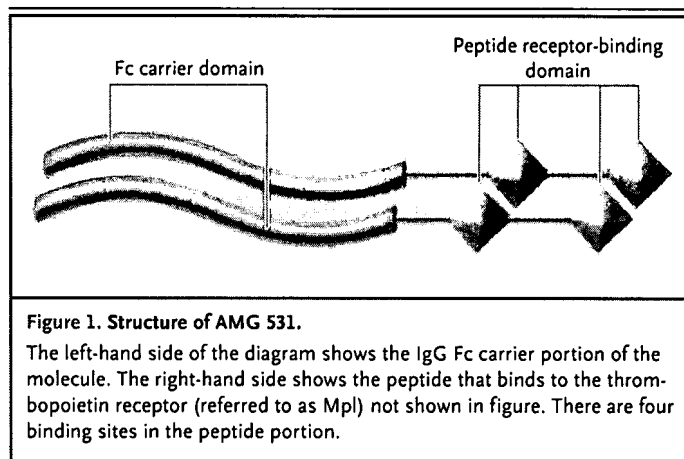 Fc carrier domain
Peptide receptor-binding
domain
Figure 1. Structure of AMG 531.
The left-hand side of the diagram shows the IgG Fc carrier portion of the
molecule. The right-hand side shows the peptide that binds to the throm-
bopoietin receptor (referred to as Mpl) not shown in figure. There are four
binding sites in the peptide portion.